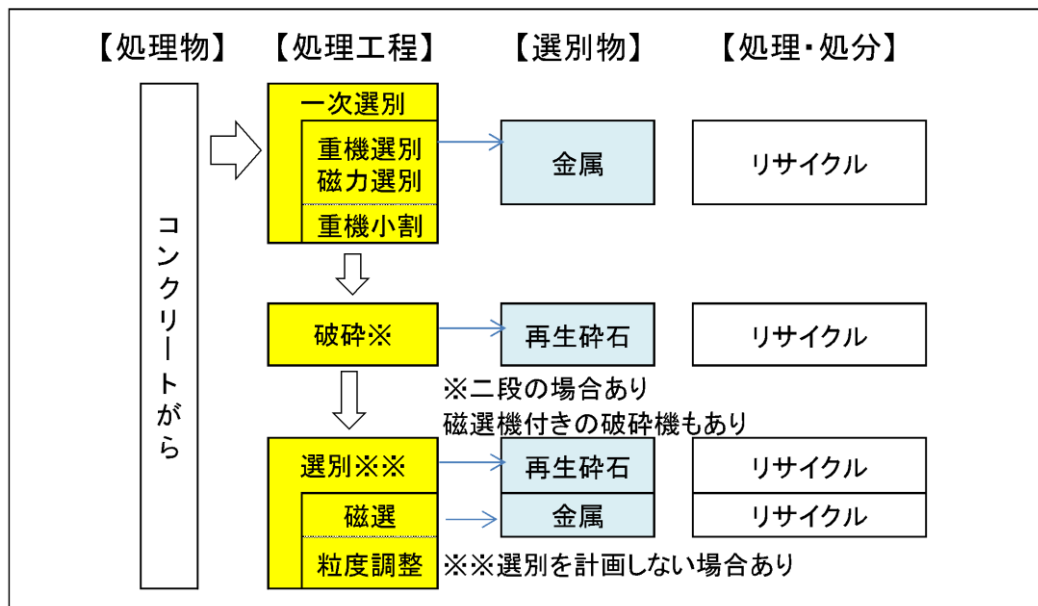 【処理物】 【処理工程】 【選別物】 【処理・処分】
コンクリートがら
一次選別
重機選別
磁力選別
重機小割
金属
リサイクル
破砕※
再生砕石
リサイクル
※二段の場合あり
磁選機付きの破砕機もあり
選別※※
再生砕石
リサイクル
磁選
金属
リサイクル
粒度調整
※※選別を計画しない場合あり